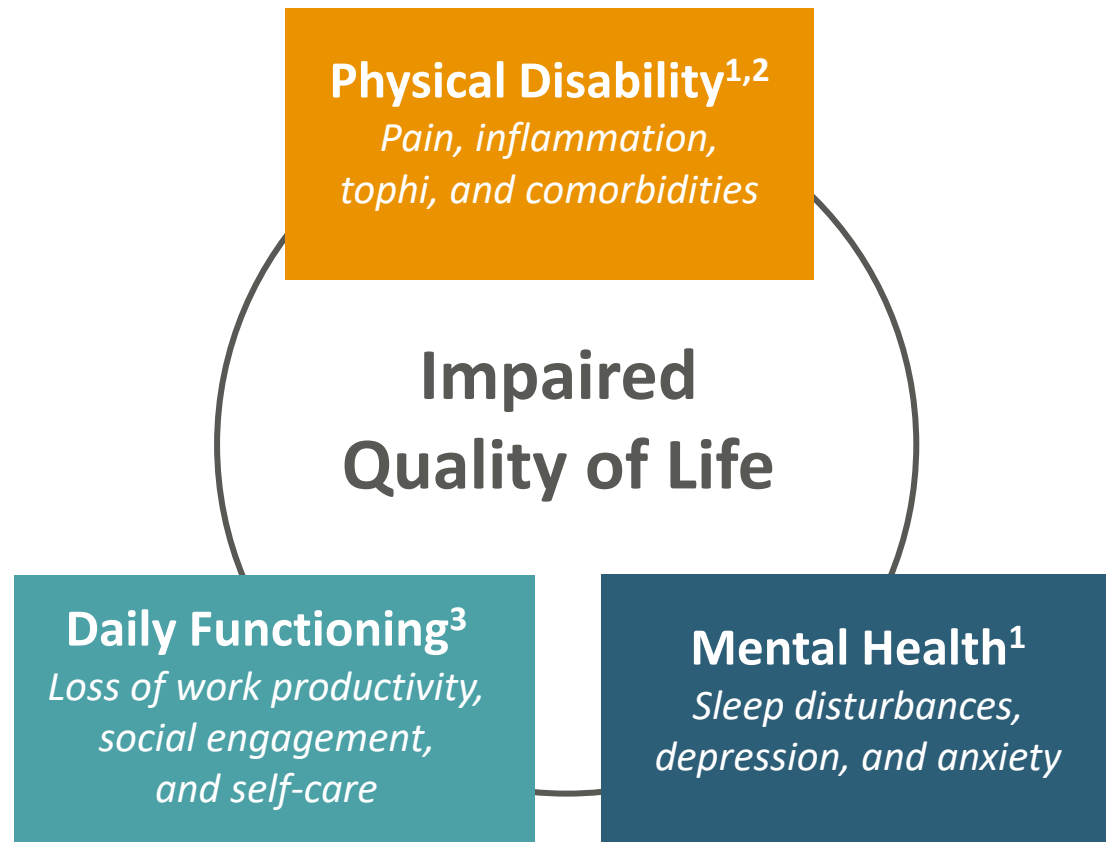 Physical Disability1,2
Pain, inflammation,
tophi, and comorbidities
Impaired
Quality of Life
Daily Functioning3
Loss of work productivity,
social engagement,
and self-care
Mental Health1
Sleep disturbances,
depression, and anxiety